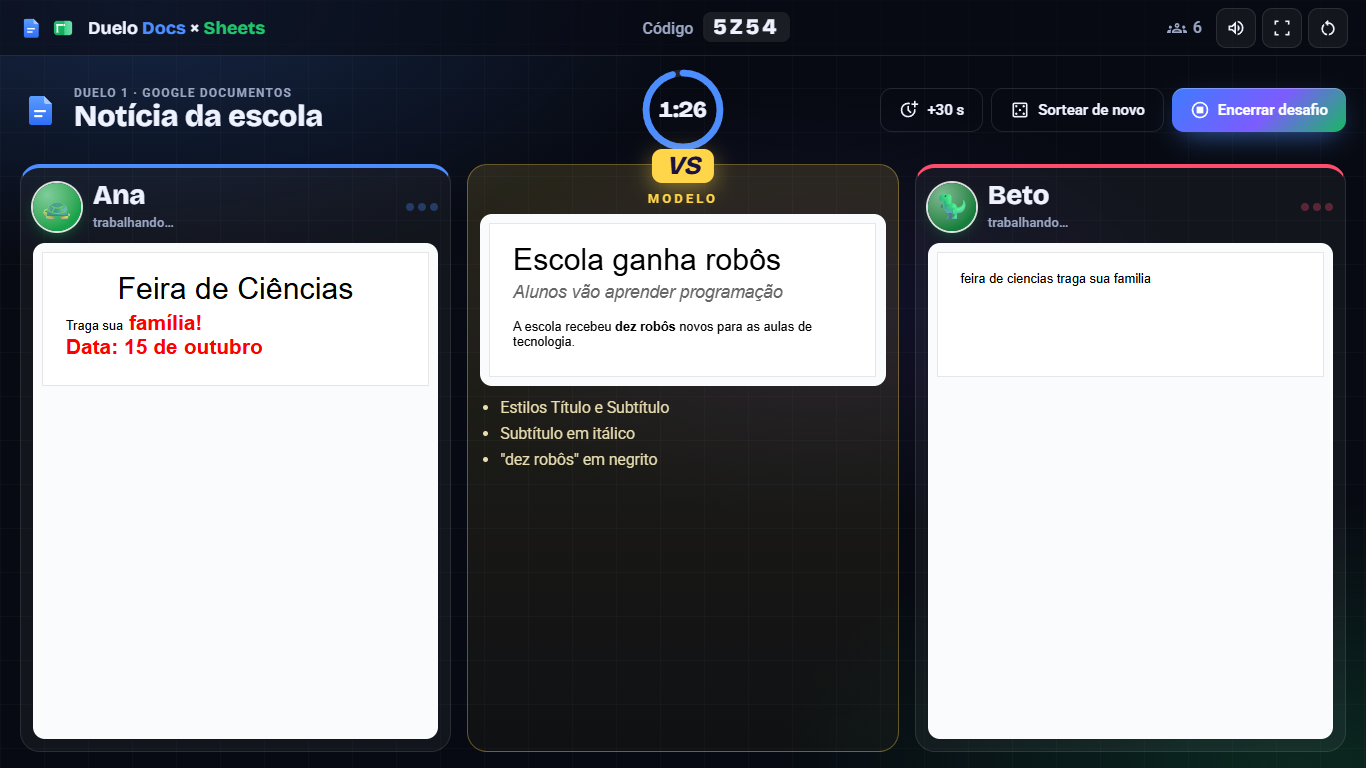 Duelo Docs × Sheets
Código 5Z54
6
DUELO 1 · GOOGLE DOCUMENTOS
Notícia da escola
1:26
+30 s
Sortear de novo
Encerrar desafio
Ana
trabalhando...
Feira de Ciências
Traga sua família!
Data: 15 de outubro
VS
MODELO
Escola ganha robôs
Alunos vão aprender programação
A escola recebeu dez robôs novos para as aulas de
tecnologia.
• Estilos Título e Subtítulo
• Subtítulo em itálico
• "dez robôs" em negrito
Beto
trabalhando...
feira de ciencias traga sua familia